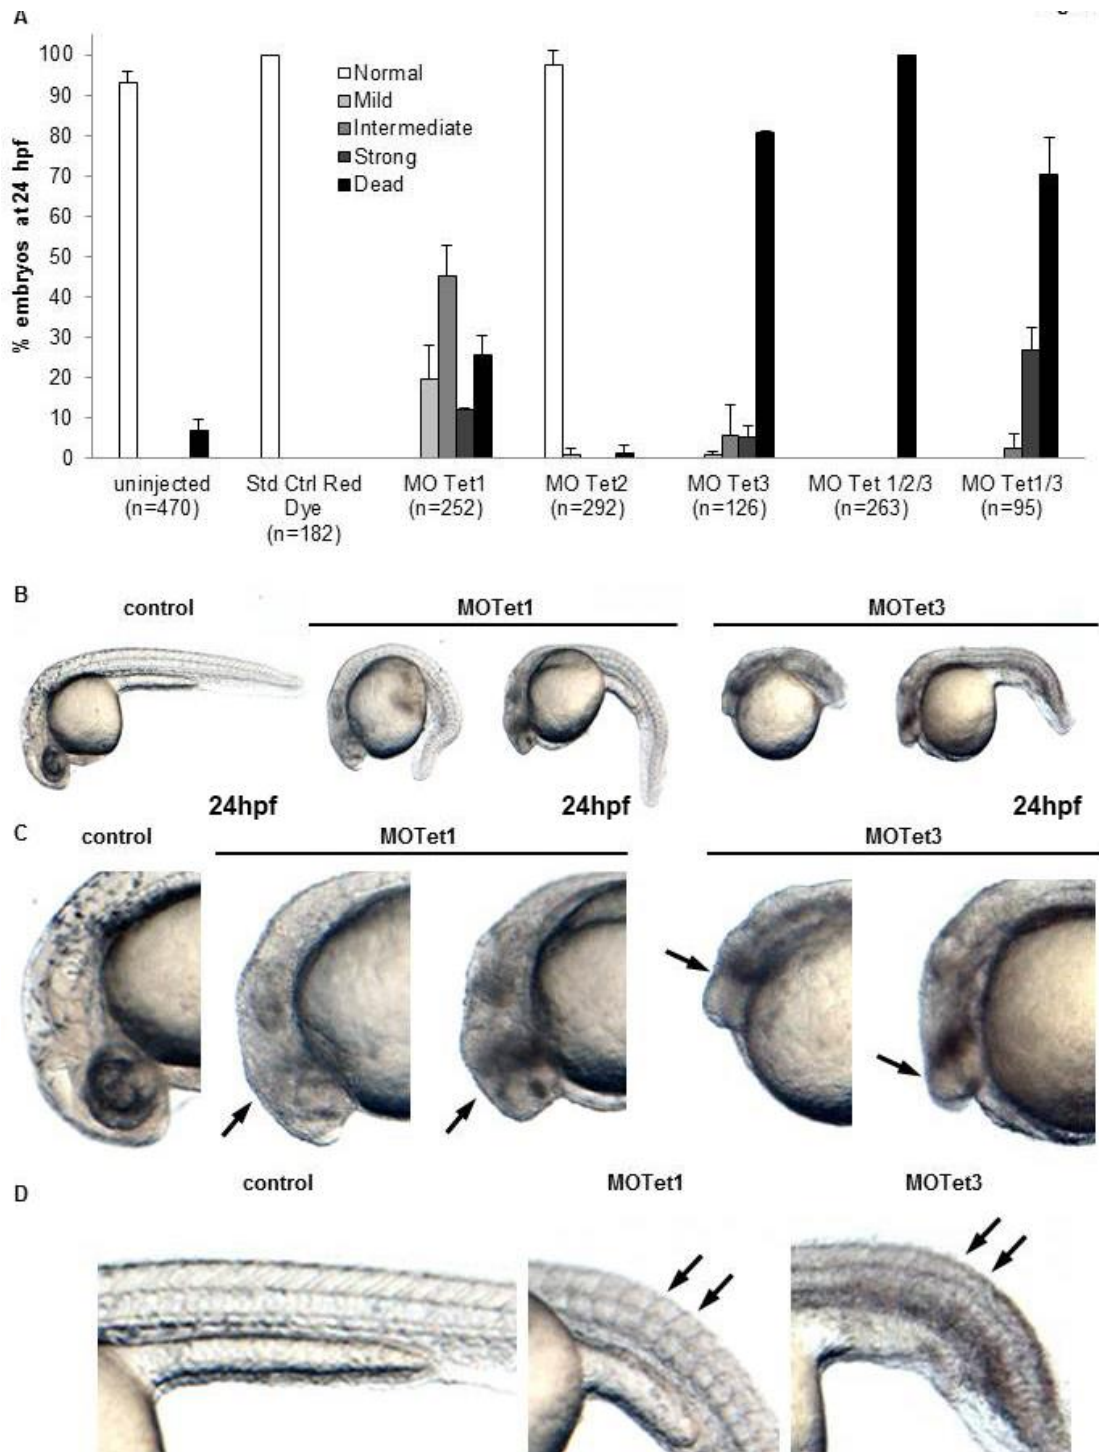 A
100
90
80
70
60
50
40
30
20
10
0
% embryos at 24 hpf
Normal
Mild
Intermediate
Strong
Dead
uninjected
(n=470)
Std Ctrl Red
Dye
(n=182)
MO Tet1
(n=252)
MO Tet2
(n=292)
MO Tet3
(n=126)
MO Tet 1/2/3
(n=263)
MO Tet1/3
(n=95)
B
control
MOTet1
MOTet3
24hpf
24hpf
24hpf
C
control
MOTet1
MOTet3
D
control
MOTet1
MOTet3